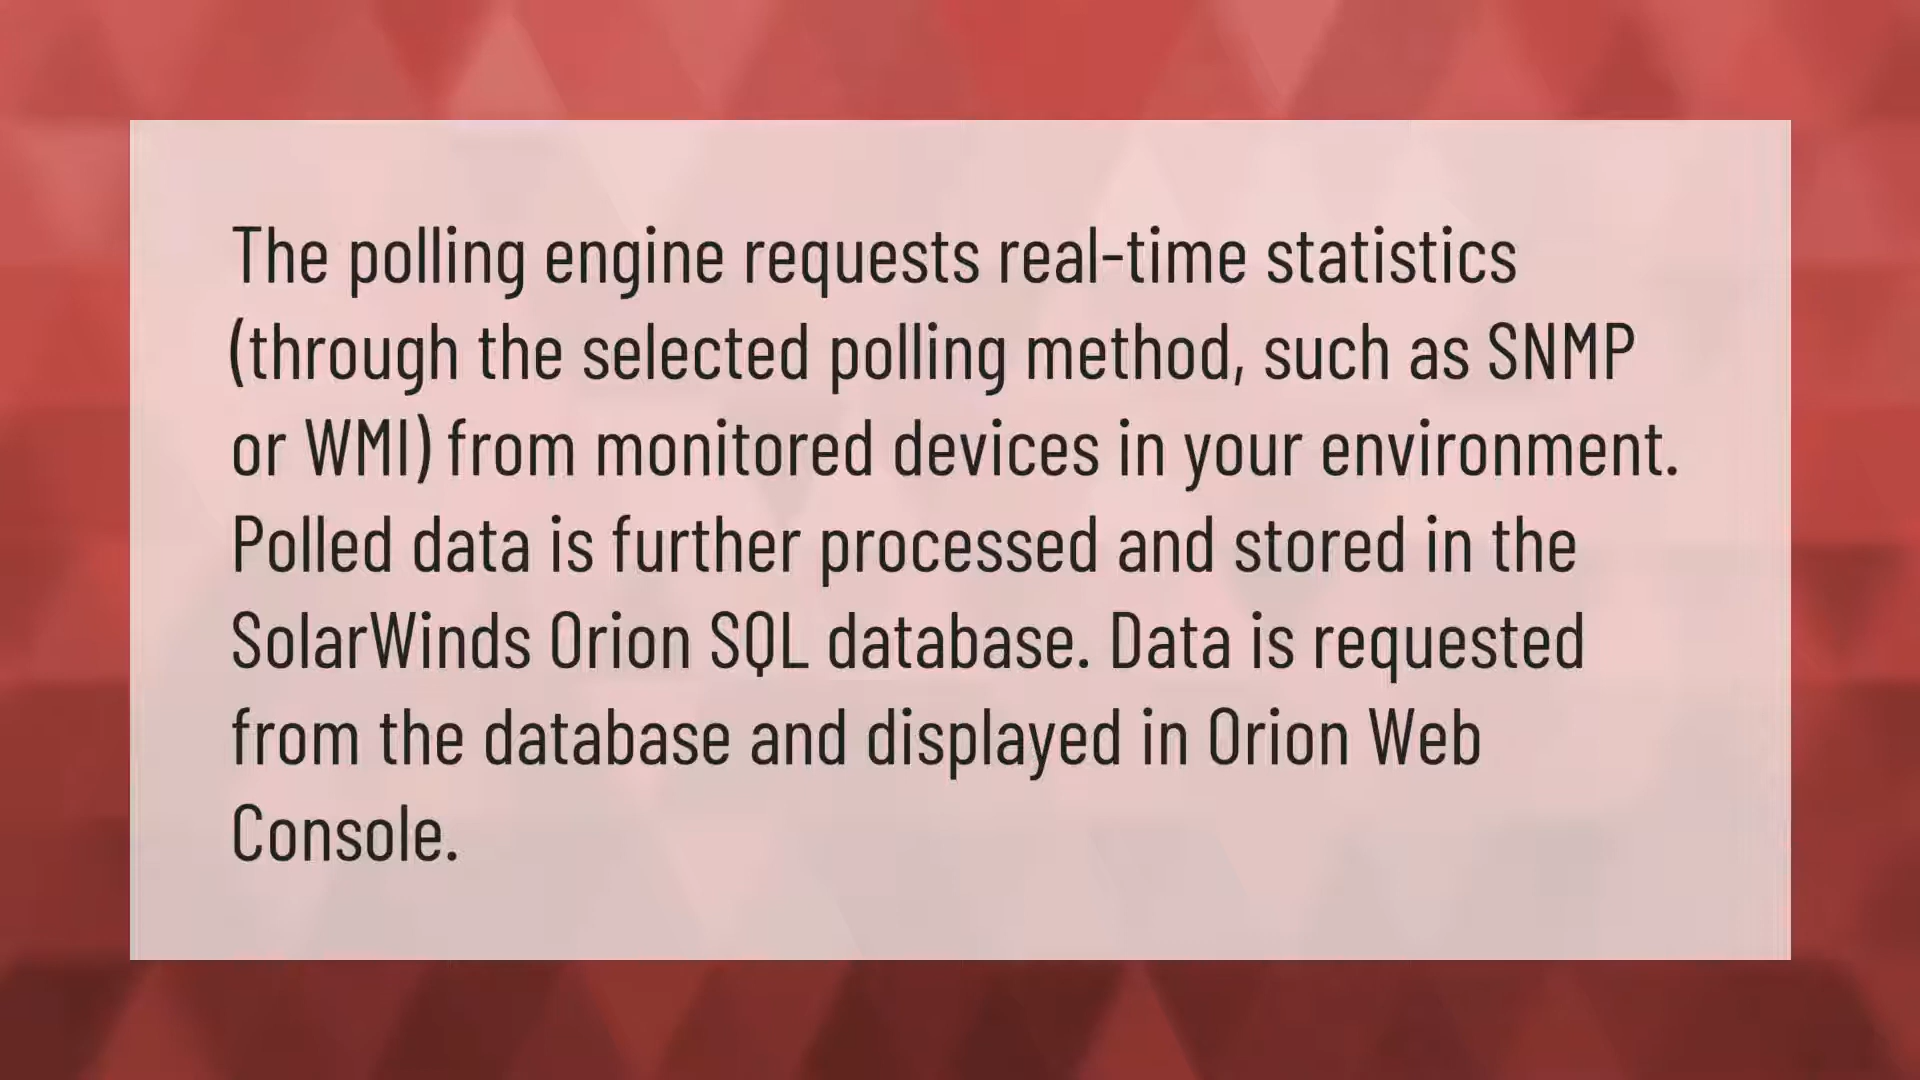 The polling engine requests real-time statistics
(through the selected polling method, such as SNMP
or WMI) from monitored devices in your environment.
Polled data is further processed and stored in the
SolarWinds Orion SQL database. Data is requested
from the database and displayed in Orion Web
Console.